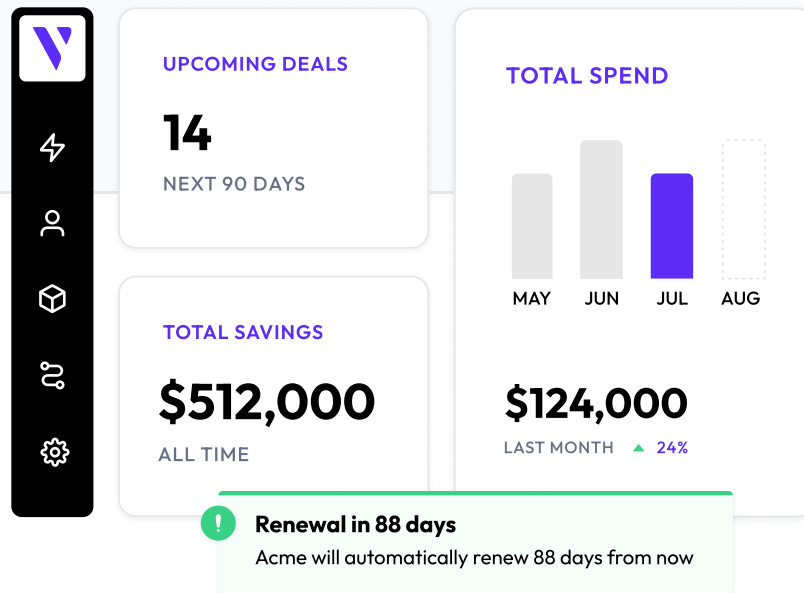 UPCOMING DEALS
14
NEXT 90 DAYS
TOTAL SAVINGS
$512,000
ALL TIME
TOTAL SPEND
MAY JUN JUL AUG
$124,000
LAST MONTH 24%
Renewal in 88 days
Acme will automatically renew 88 days from now